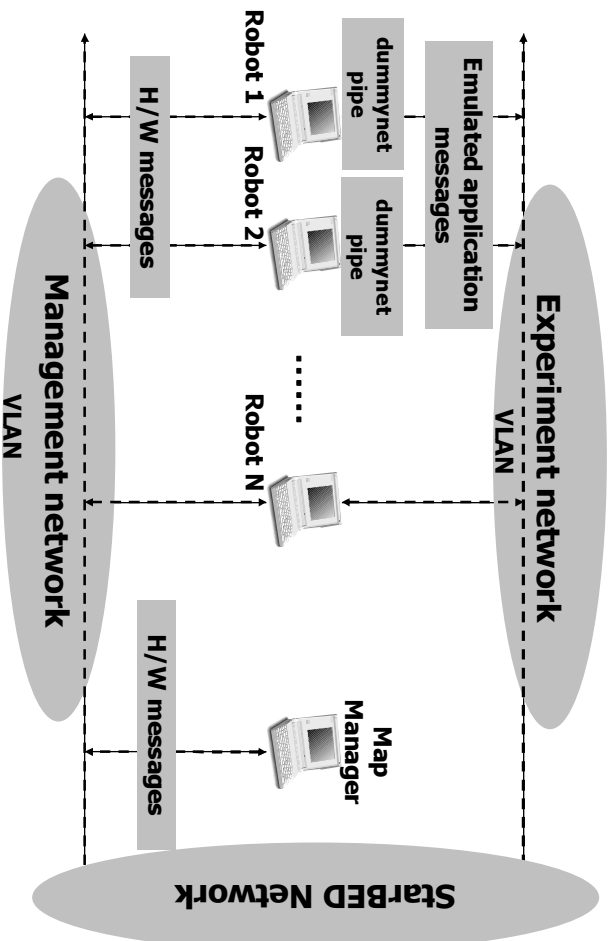 Experiment network
VLAN
Emulated application
messages
dummynet
pipe
dummynet
pipe
Robot 1
Robot 2
......
Robot N
Map
Manager
H/W messages
H/W messages
Management network
VLAN
StarBED Network